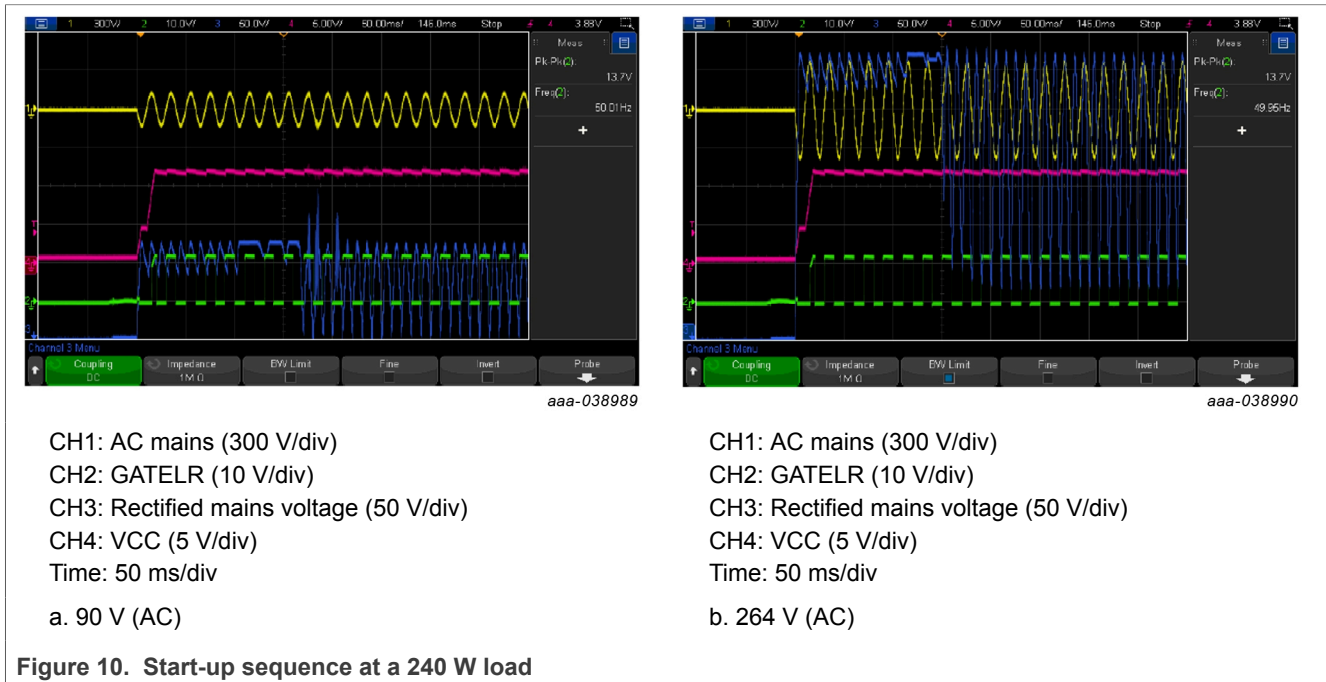 1 300V/ 2 10.0V/ 3 50.0V/ 4 5.00V/ 50.00ms/ 146.0ms Stop 4 3.88V
Meas
Pk-Pk(2):
13.7V
Freq(2):
50.01Hz
+
Channel 3 Menu
Coupling
DC
Impedance
1M Ω
BW Limit
Fine
Invert
Probe
aaa-038989
1 300V/ 2 10.0V/ 3 50.0V/ 4 5.00V/ 50.00ms/ 146.0ms Stop 4 3.88V
Meas
Pk-Pk(2):
13.7V
Freq(2):
49.95Hz
+
Channel 3 Menu
Coupling
DC
Impedance
1M Ω
BW Limit
Fine
Invert
Probe
aaa-038990
CH1: AC mains (300 V/div)
CH2: GATELR (10 V/div)
CH3: Rectified mains voltage (50 V/div)
CH4: VCC (5 V/div)
Time: 50 ms/div
a. 90 V (AC)
CH1: AC mains (300 V/div)
CH2: GATELR (10 V/div)
CH3: Rectified mains voltage (50 V/div)
CH4: VCC (5 V/div)
Time: 50 ms/div
b. 264 V (AC)
Figure 10. Start-up sequence at a 240 W load